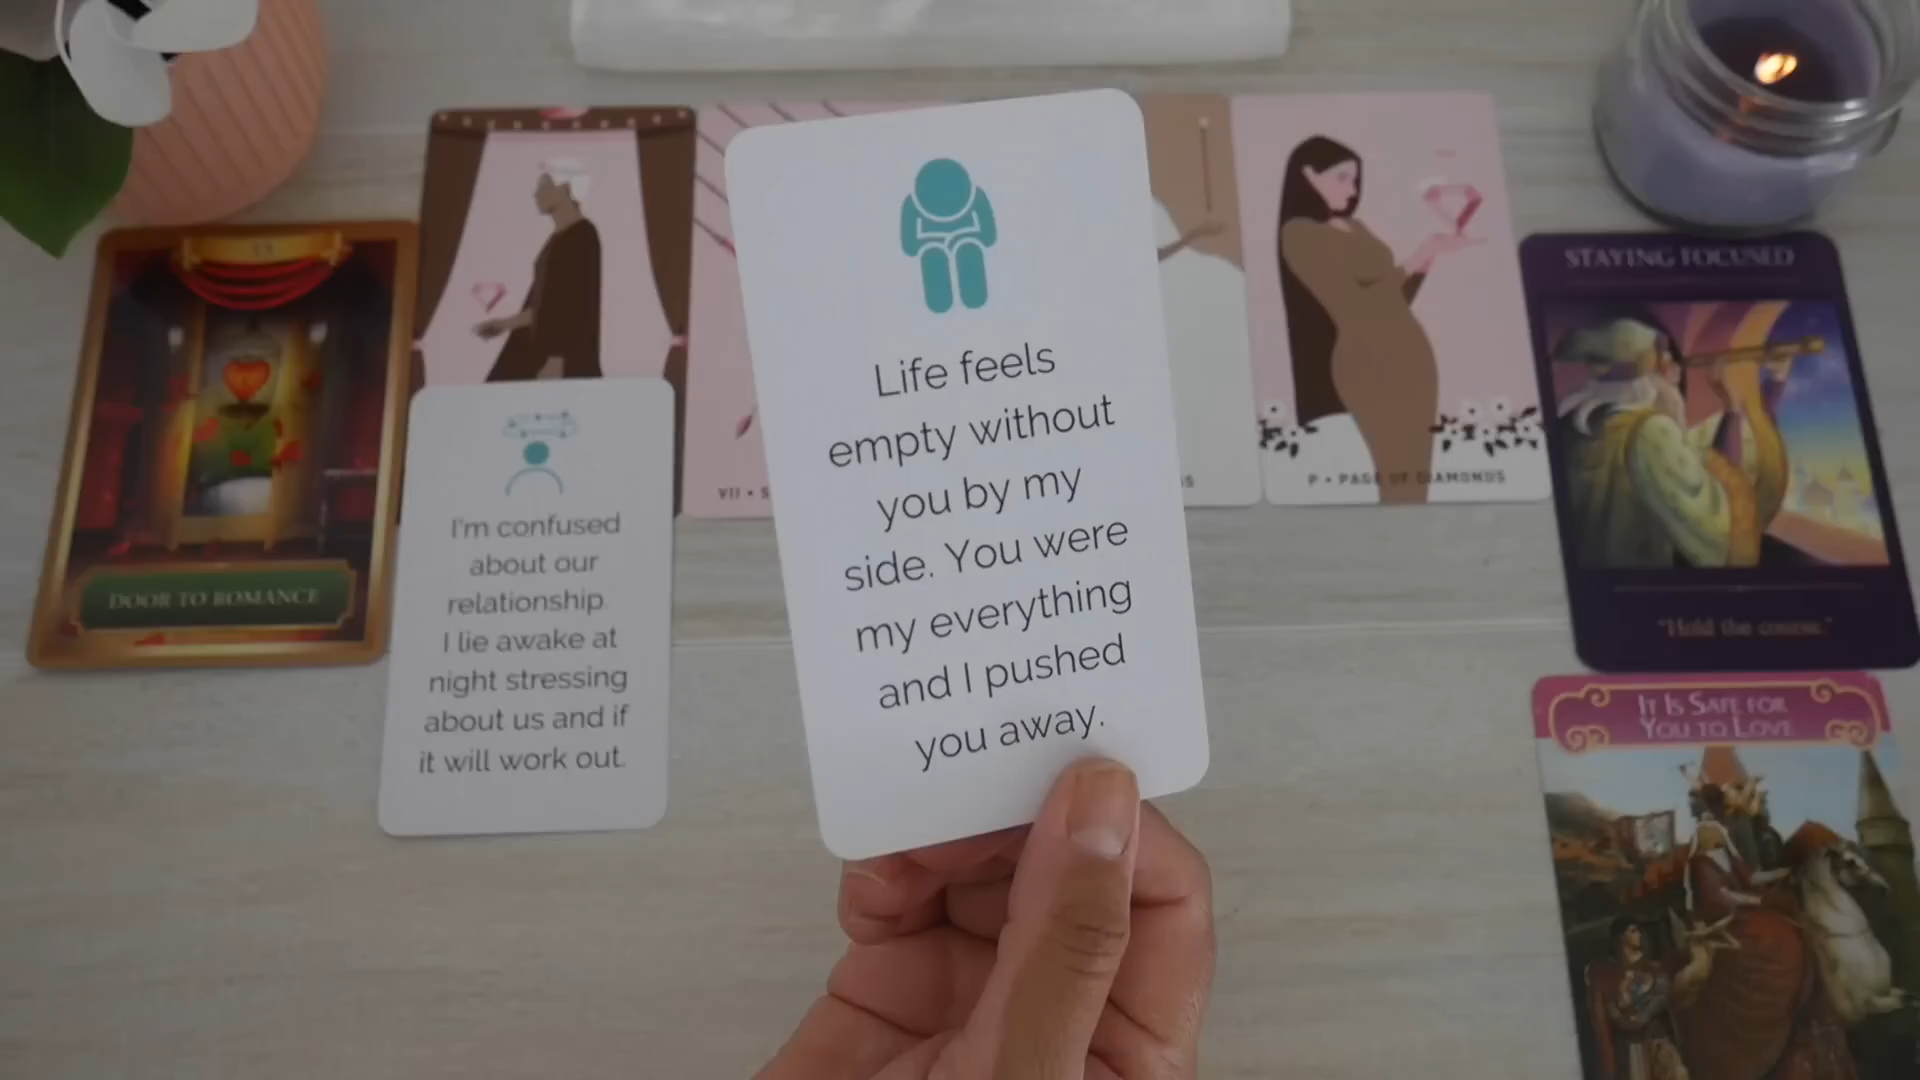 STAYING FOCUSED
Life feels
empty without
you by my
side. You were
my everything
and I pushed
you away.
VII • S
P • PAGE OF DIAMONDS
DOOR TO ROMANCE
I'm confused
about our
relationship.
I lie awake at
night stressing
about us and if
it will work out.
"Hold the course."
IT IS SAFE FOR
YOU TO LOVE